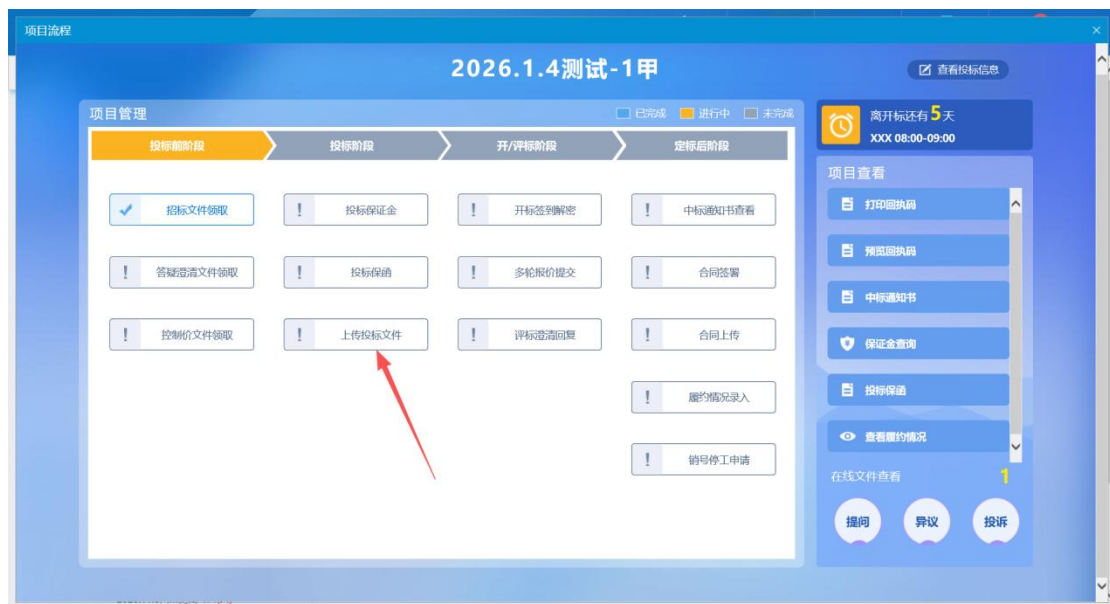 项目流程
2026.1.4测试-1甲
查看投标信息
项目管理
已完成 进行中 未完成
投标前阶段 投标阶段 开/评标阶段 定标后阶段
招标文件领取 投标保证金 开标签到解密 中标通知书查看
答疑澄清文件领取 投标保函 多轮报价提交 合同签署
控制价文件领取 上传投标文件 评标澄清回复 合同上传
履约情况录入
销号停工申请
离开标还有5天
XXX 08:00-09:00
项目查看
打印回执码
预览回执码
中标通知书
保证金查询
投标保函
查看履约情况
在线文件查看 1
提问 异议 投诉